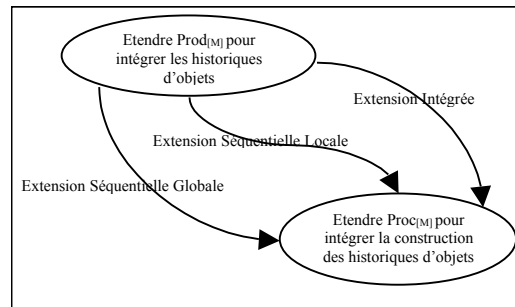 Etendre Prod[M] pour
intégrer les historiques
d'objets
Extension Intégrée
Extension Séquentielle Locale
Extension Séquentielle Globale
Etendre Proc[M] pour
intégrer la construction
des historiques d'objets